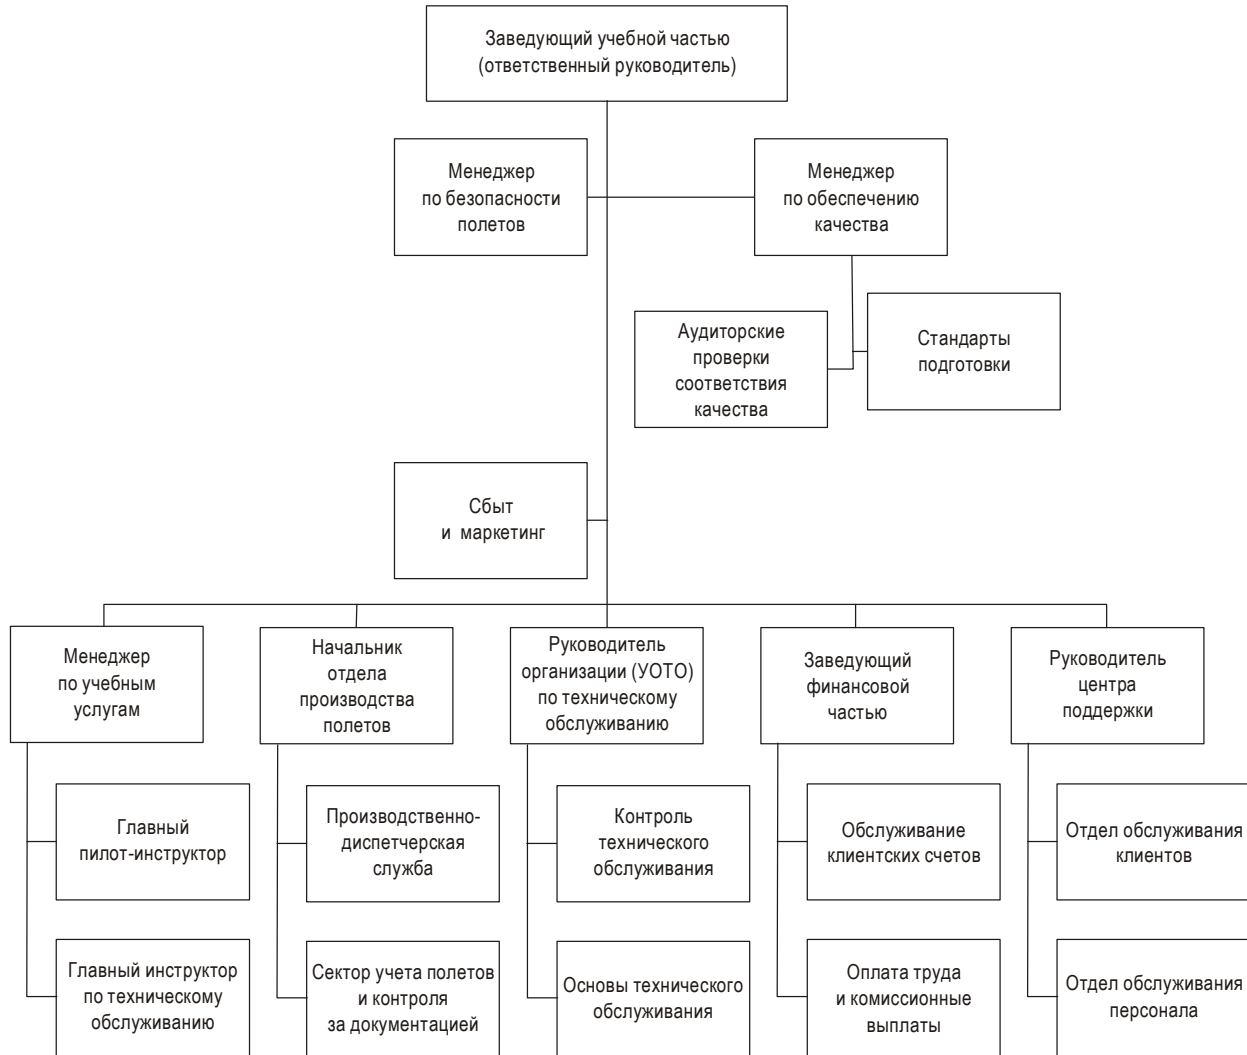 Заведующий учебной частью
(ответственный руководитель)
Менеджер
по безопасности
полетов
Менеджер
по обеспечению
качества
Аудиторские
проверки
соответствия
качества
Стандарты
подготовки
Сбыт
и маркетинг
Менеджер
по учебным
услугам
Начальник
отдела
производства
полетов
Руководитель
организации (УОТО)
по техническому
обслуживанию
Заведующий
финансовой
частью
Руководитель
центра
поддержки
Главный
пилот-инструктор
Производственно-
диспетчерская
служба
Контроль
технического
обслуживания
Обслуживание
клиентских счетов
Отдел обслуживания
клиентов
Главный инструктор
по техническому
обслуживанию
Сектор учета полетов
и контроля
за документацией
Основы технического
обслуживания
Оплата труда
и комиссионные
выплаты
Отдел обслуживания
персонала